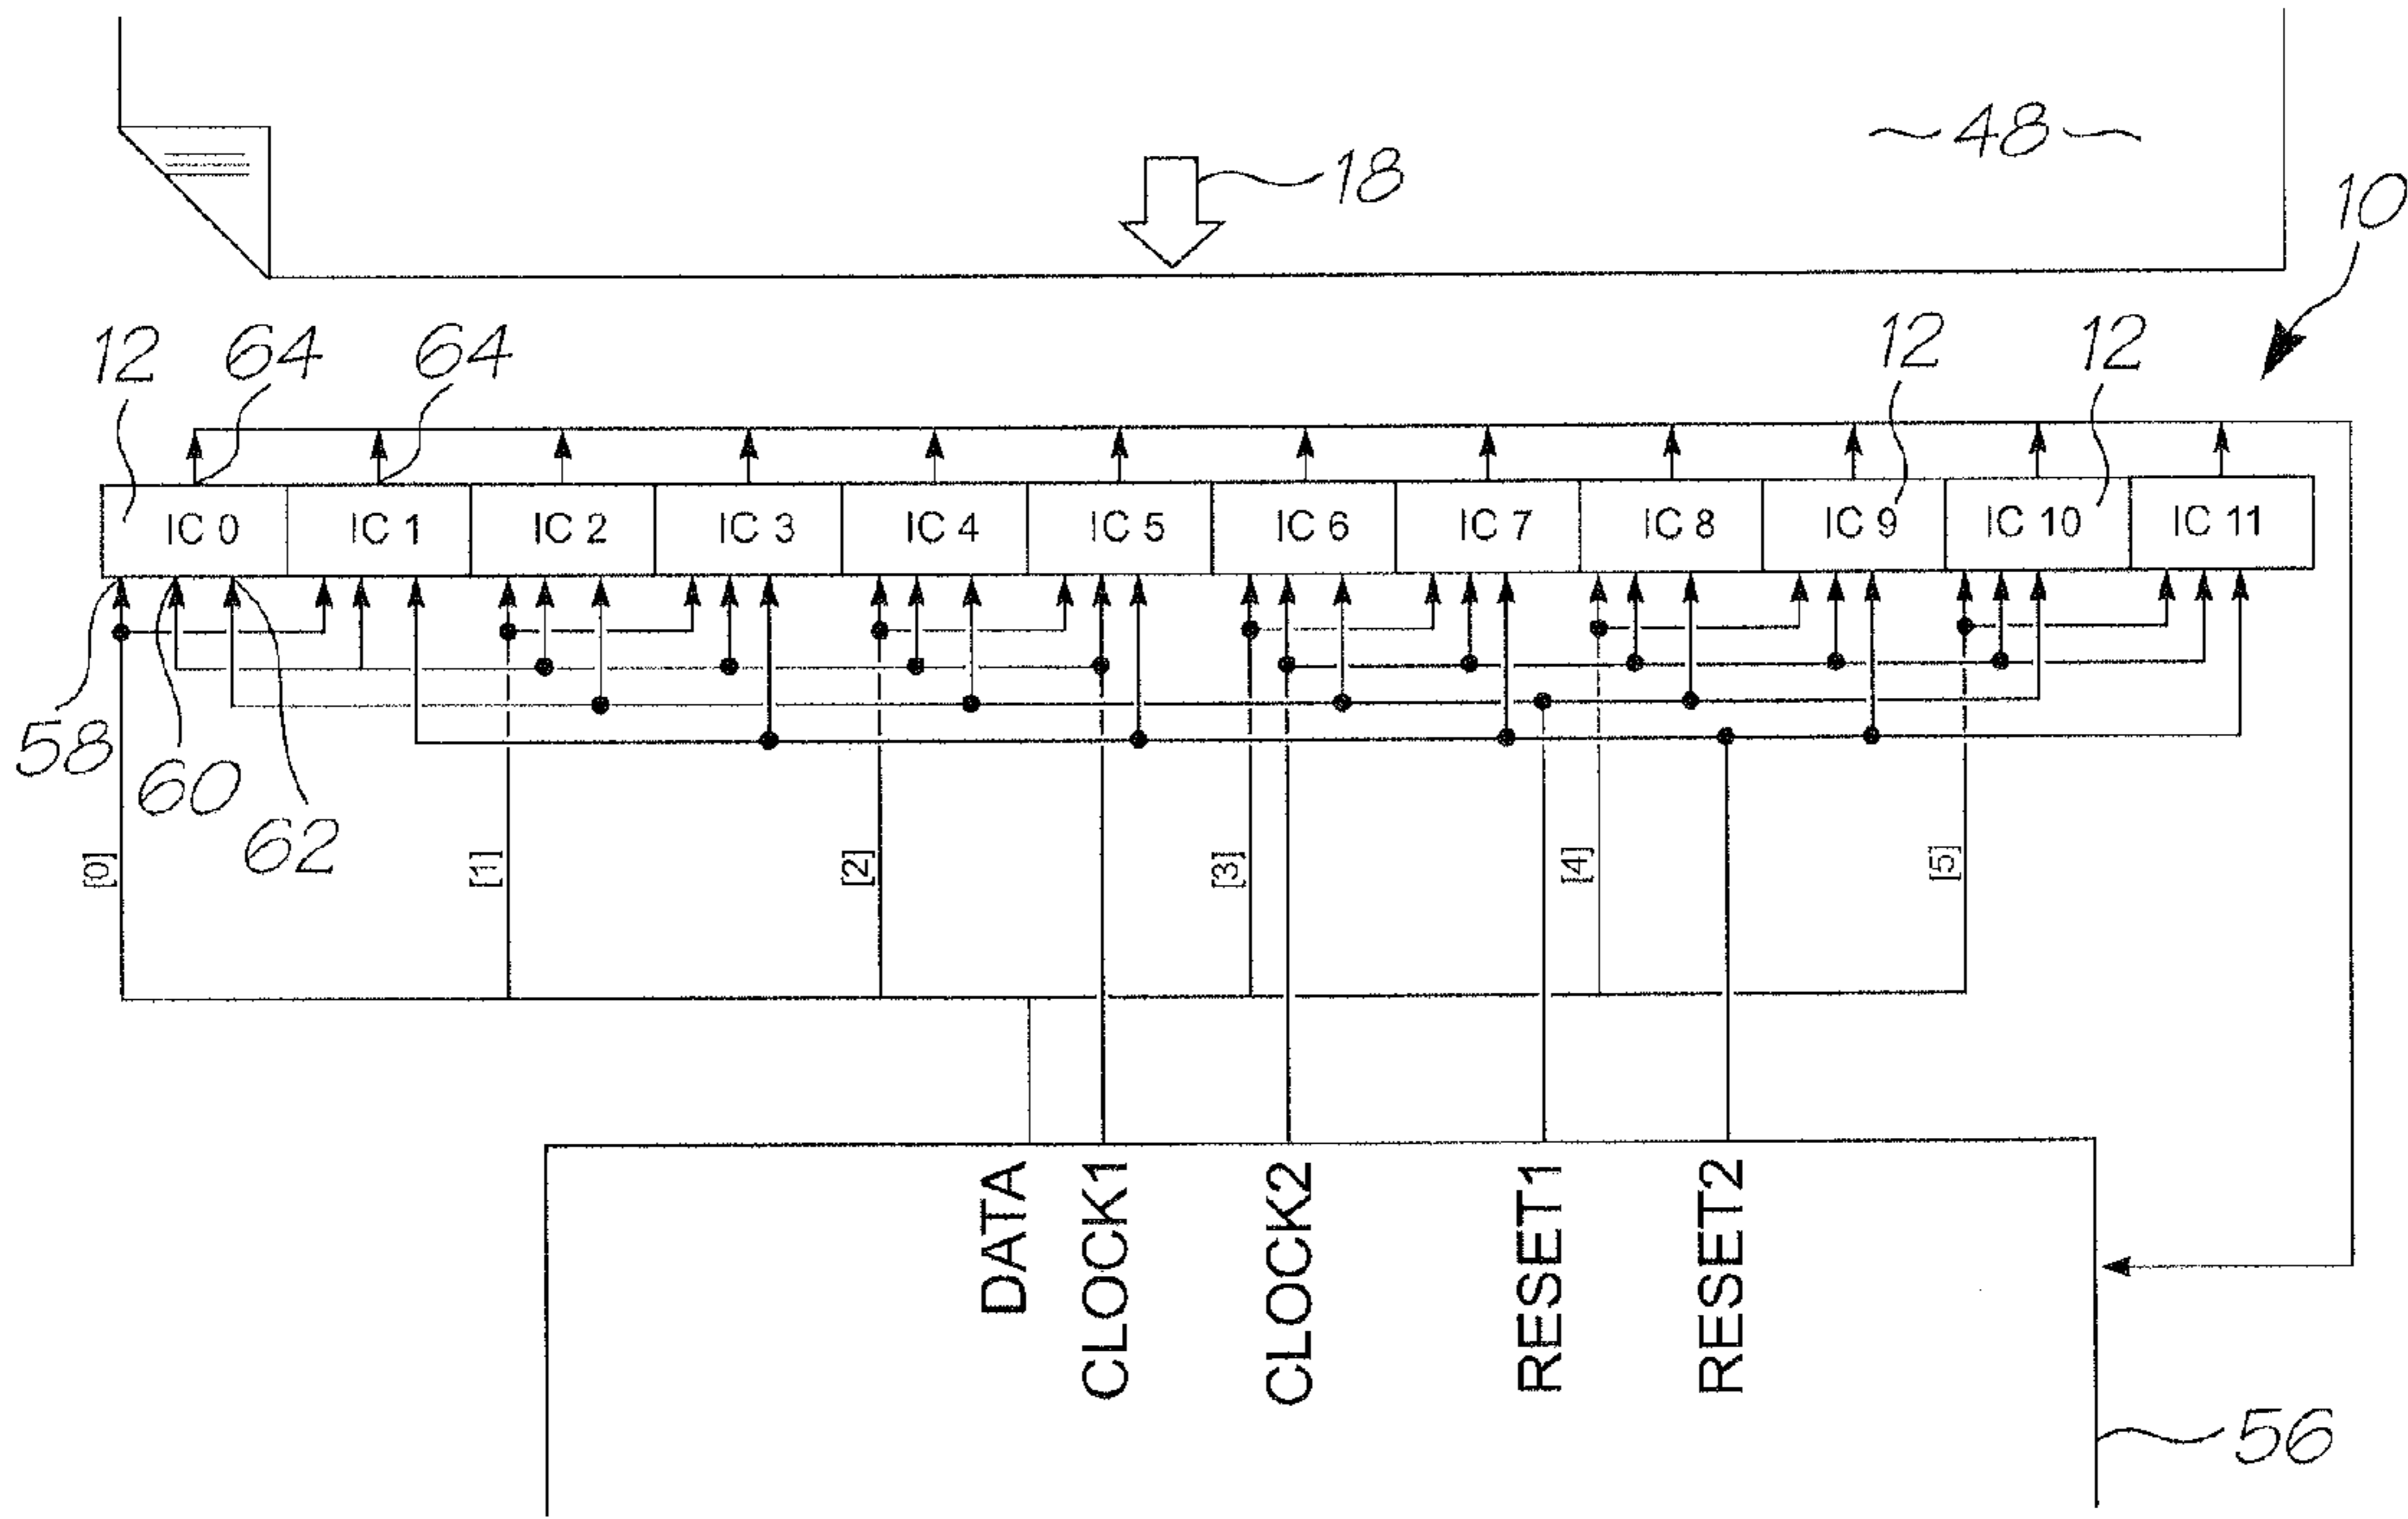 ~48~
18
10
12 64 64 12 12
IC 0 IC 1 IC 2 IC 3 IC 4 IC 5 IC 6 IC 7 IC 8 IC 9 IC 10 IC 11
58 60 62
[0] [1] [2] [3] [4] [5]
DATA CLOCK1 CLOCK2 RESET1 RESET2
56